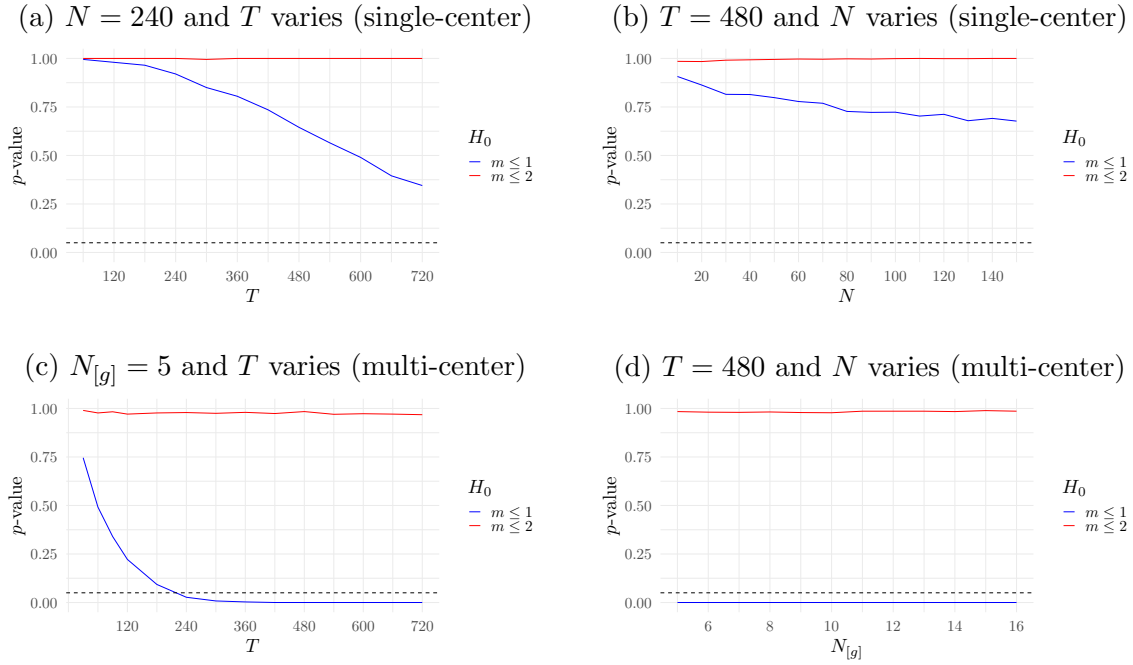 (a) N = 240 and T varies (single-center)
1.00
0.75
0.50
0.25
0.00
p-value
120 240 360 480 600 720
T
H₀
m ≤ 1
m ≤ 2
(b) T = 480 and N varies (single-center)
1.00
0.75
0.50
0.25
0.00
p-value
20 40 60 80 100 120 140
N
H₀
m ≤ 1
m ≤ 2
(c) N[g] = 5 and T varies (multi-center)
1.00
0.75
0.50
0.25
0.00
p-value
120 240 360 480 600 720
T
H₀
m ≤ 1
m ≤ 2
(d) T = 480 and N varies (multi-center)
1.00
0.75
0.50
0.25
0.00
p-value
6 8 10 12 14 16
N[g]
H₀
m ≤ 1
m ≤ 2